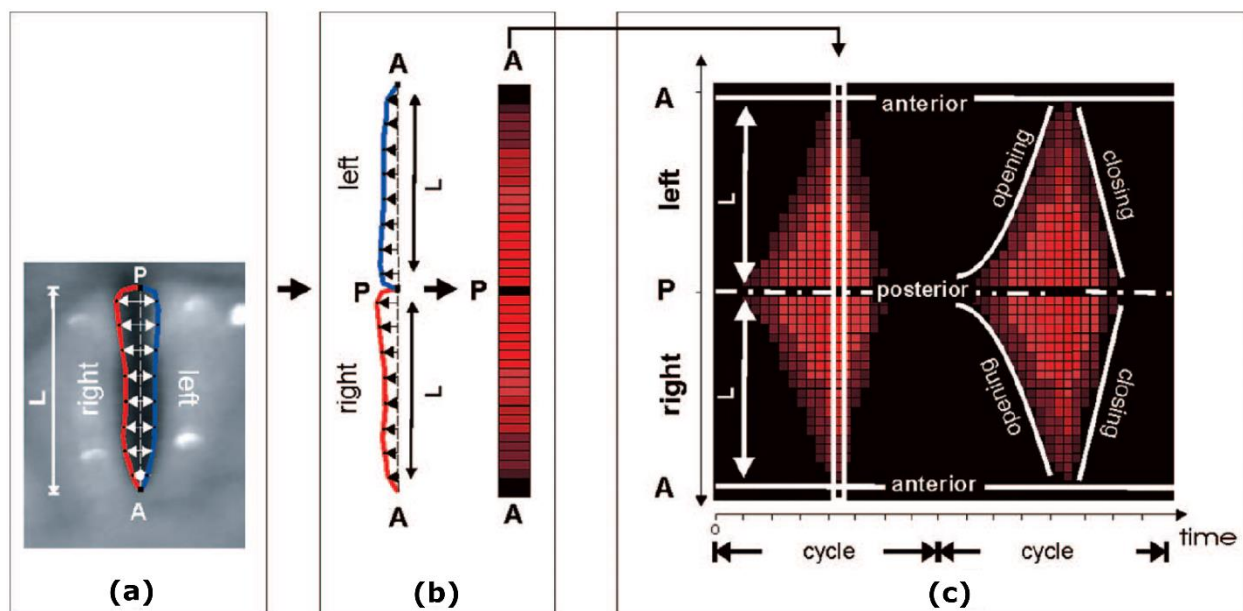 P
L
right
left
A
(a)
A
A
left
L
P
P
right
L
A
A
(b)
A
anterior
left
L
opening
closing
P
posterior
right
L
opening
closing
A
anterior
0
time
cycle
cycle
(c)